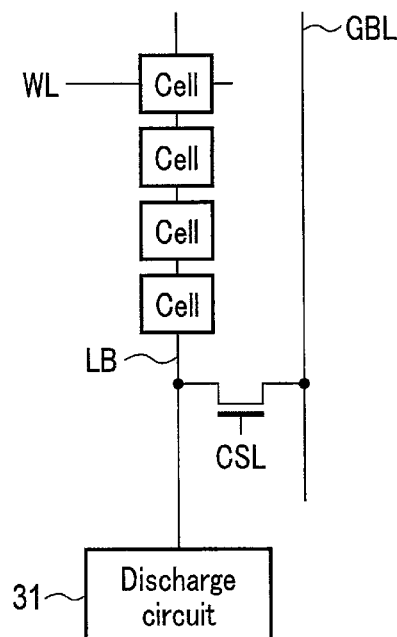 GBL
WL
Cell
Cell
Cell
Cell
LB
CSL
31
Discharge
circuit